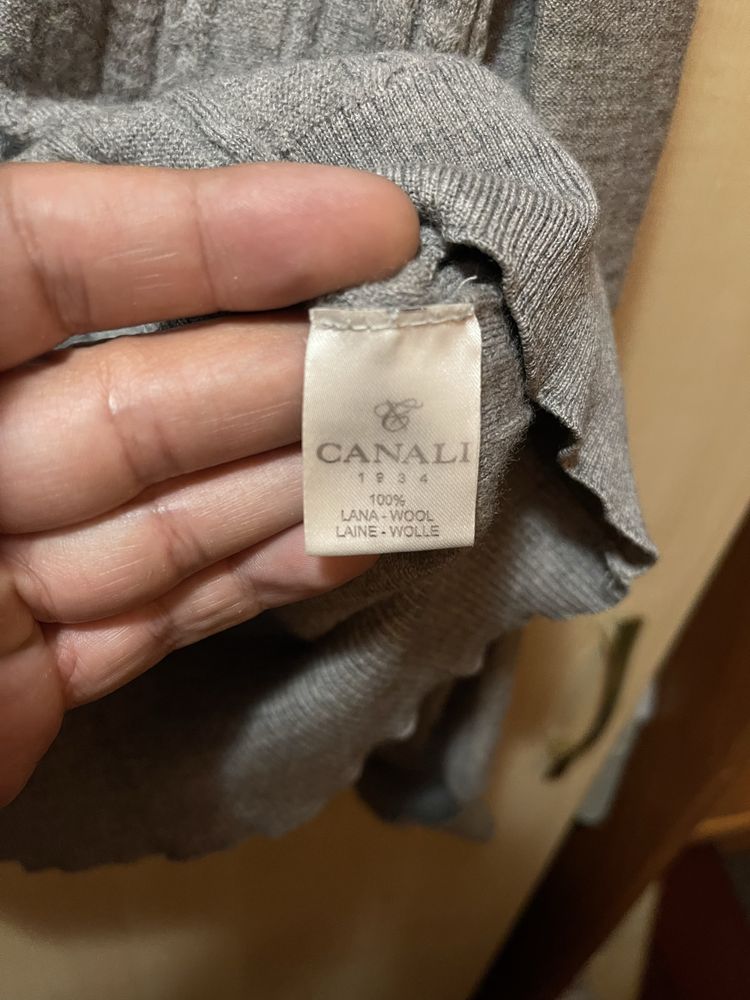 CANALI
1934
100%
LANA - WOOL
LAINE - WOLLE